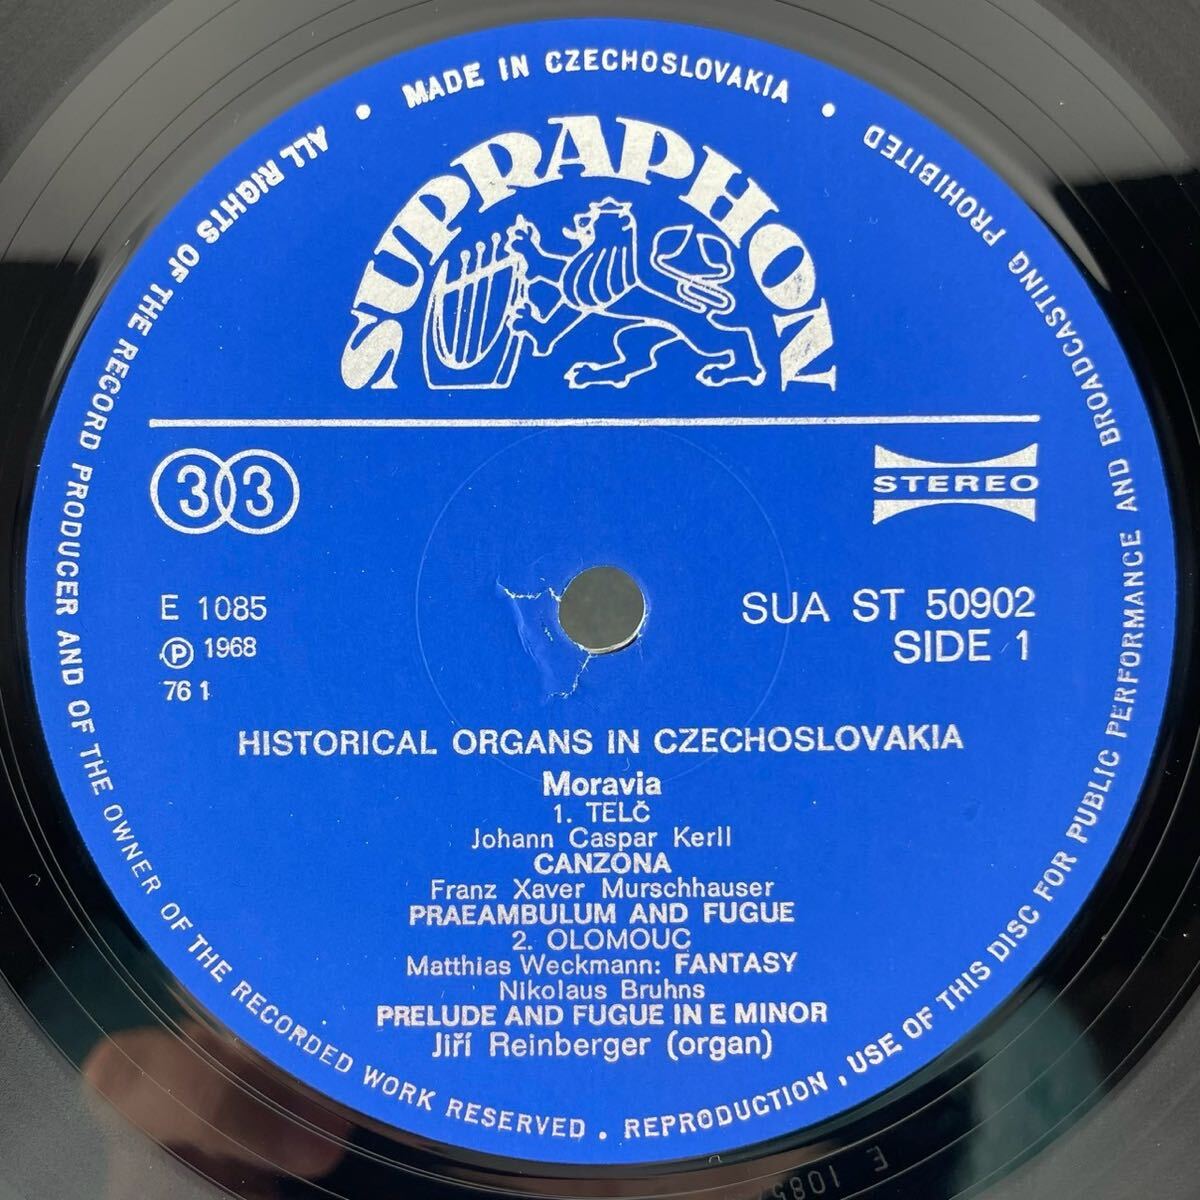 MADE IN CZECHOSLOVAKIA
ALL RIGHTS OF THE RECORD PRODUCER AND OF THE OWNER OF THE RECORDED WORK RESERVED . REPRODUCTION , USE OF THIS DISC FOR PUBLIC PERFORMANCE AND BROADCASTING PROHIBITED
SUPRAPHON
33
STEREO
E 1085
Ⓟ 1968
76 1
SUA ST 50902
SIDE 1
HISTORICAL ORGANS IN CZECHOSLOVAKIA
Moravia
1. TELČ
Johann Caspar Kerll
CANZONA
Franz Xaver Murschhauser
PRAEAMBULUM AND FUGUE
2. OLOMOUC
Matthias Weckmann: FANTASY
Nikolaus Bruhns
PRELUDE AND FUGUE IN E MINOR
Jiří Reinberger (organ)
E 1085